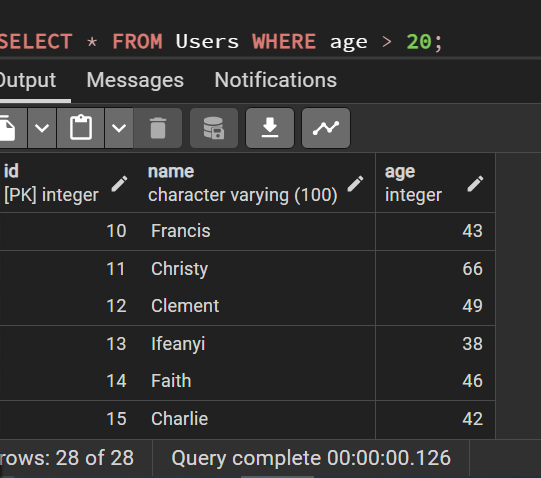 SELECT * FROM Users WHERE age > 20;
Output Messages Notifications
id name age
[PK] integer character varying (100) integer
10 Francis 43
11 Christy 66
12 Clement 49
13 Ifeanyi 38
14 Faith 46
15 Charlie 42
rows: 28 of 28 Query complete 00:00:00.126